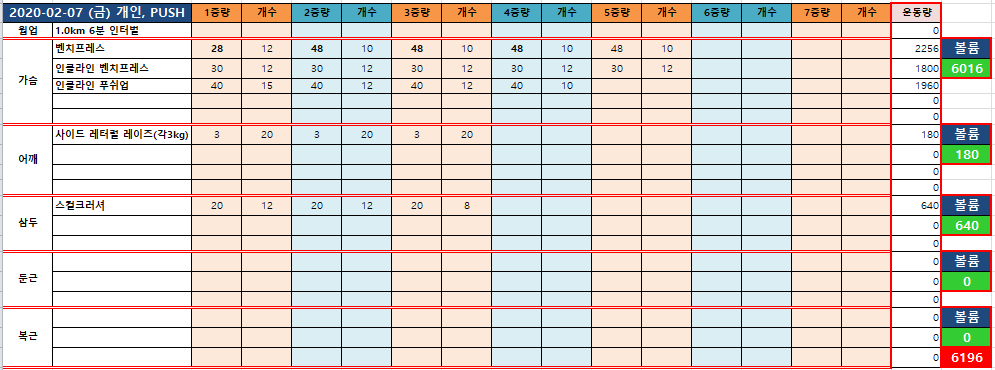 2020-02-07 (금) 개인, PUSH 1중량 개수 2중량 개수 3중량 개수 4중량 개수 5중량 개수 6중량 개수 7중량 개수 운동량
웜업 1.0km 6분 인터벌 0
벤치프레스 28 12 48 10 48 10 48 10 48 10 2256 볼륨
가슴 인클라인 벤치프레스 30 12 30 12 30 12 30 12 30 12 1800 6016
인클라인 푸쉬업 40 15 40 12 40 12 40 10 1960
0
0
사이드 레터럴 레이즈(각3kg) 3 20 3 20 3 20 180 볼륨
어깨 0 180
0
0
스컬크러셔 20 12 20 12 20 8 640 볼륨
삼두 0 640
0
0 볼륨
둔근 0 0
0
0 볼륨
복근 0 0
0 6196